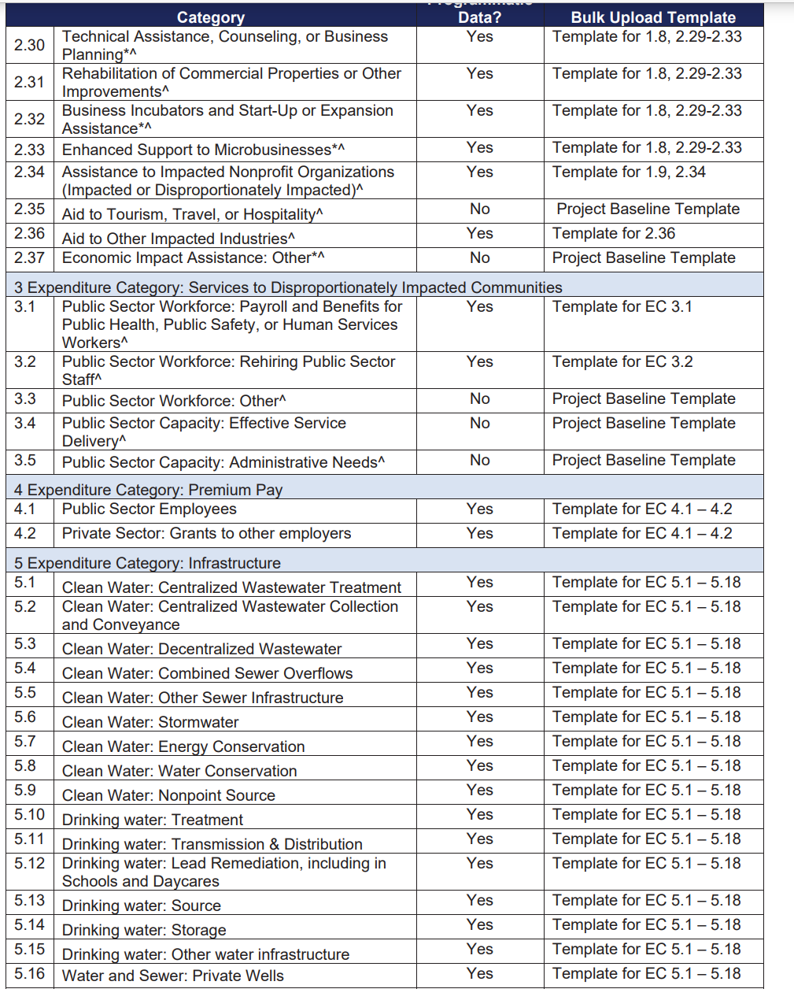 Programmatic
Category Data? Bulk Upload Template
2.30 Technical Assistance, Counseling, or Business Planning*^ Yes Template for 1.8, 2.29-2.33
2.31 Rehabilitation of Commercial Properties or Other Improvements^ Yes Template for 1.8, 2.29-2.33
2.32 Business Incubators and Start-Up or Expansion Assistance*^ Yes Template for 1.8, 2.29-2.33
2.33 Enhanced Support to Microbusinesses*^ Yes Template for 1.8, 2.29-2.33
2.34 Assistance to Impacted Nonprofit Organizations (Impacted or Disproportionately Impacted)^ Yes Template for 1.9, 2.34
2.35 Aid to Tourism, Travel, or Hospitality^ No Project Baseline Template
2.36 Aid to Other Impacted Industries^ Yes Template for 2.36
2.37 Economic Impact Assistance: Other*^ No Project Baseline Template
3 Expenditure Category: Services to Disproportionately Impacted Communities
3.1 Public Sector Workforce: Payroll and Benefits for Public Health, Public Safety, or Human Services Workers^ Yes Template for EC 3.1
3.2 Public Sector Workforce: Rehiring Public Sector Staff^ Yes Template for EC 3.2
3.3 Public Sector Workforce: Other^ No Project Baseline Template
3.4 Public Sector Capacity: Effective Service Delivery^ No Project Baseline Template
3.5 Public Sector Capacity: Administrative Needs^ No Project Baseline Template
4 Expenditure Category: Premium Pay
4.1 Public Sector Employees Yes Template for EC 4.1 – 4.2
4.2 Private Sector: Grants to other employers Yes Template for EC 4.1 – 4.2
5 Expenditure Category: Infrastructure
5.1 Clean Water: Centralized Wastewater Treatment Yes Template for EC 5.1 – 5.18
5.2 Clean Water: Centralized Wastewater Collection and Conveyance Yes Template for EC 5.1 – 5.18
5.3 Clean Water: Decentralized Wastewater Yes Template for EC 5.1 – 5.18
5.4 Clean Water: Combined Sewer Overflows Yes Template for EC 5.1 – 5.18
5.5 Clean Water: Other Sewer Infrastructure Yes Template for EC 5.1 – 5.18
5.6 Clean Water: Stormwater Yes Template for EC 5.1 – 5.18
5.7 Clean Water: Energy Conservation Yes Template for EC 5.1 – 5.18
5.8 Clean Water: Water Conservation Yes Template for EC 5.1 – 5.18
5.9 Clean Water: Nonpoint Source Yes Template for EC 5.1 – 5.18
5.10 Drinking water: Treatment Yes Template for EC 5.1 – 5.18
5.11 Drinking water: Transmission & Distribution Yes Template for EC 5.1 – 5.18
5.12 Drinking water: Lead Remediation, including in Schools and Daycares Yes Template for EC 5.1 – 5.18
5.13 Drinking water: Source Yes Template for EC 5.1 – 5.18
5.14 Drinking water: Storage Yes Template for EC 5.1 – 5.18
5.15 Drinking water: Other water infrastructure Yes Template for EC 5.1 – 5.18
5.16 Water and Sewer: Private Wells Yes Template for EC 5.1 – 5.18